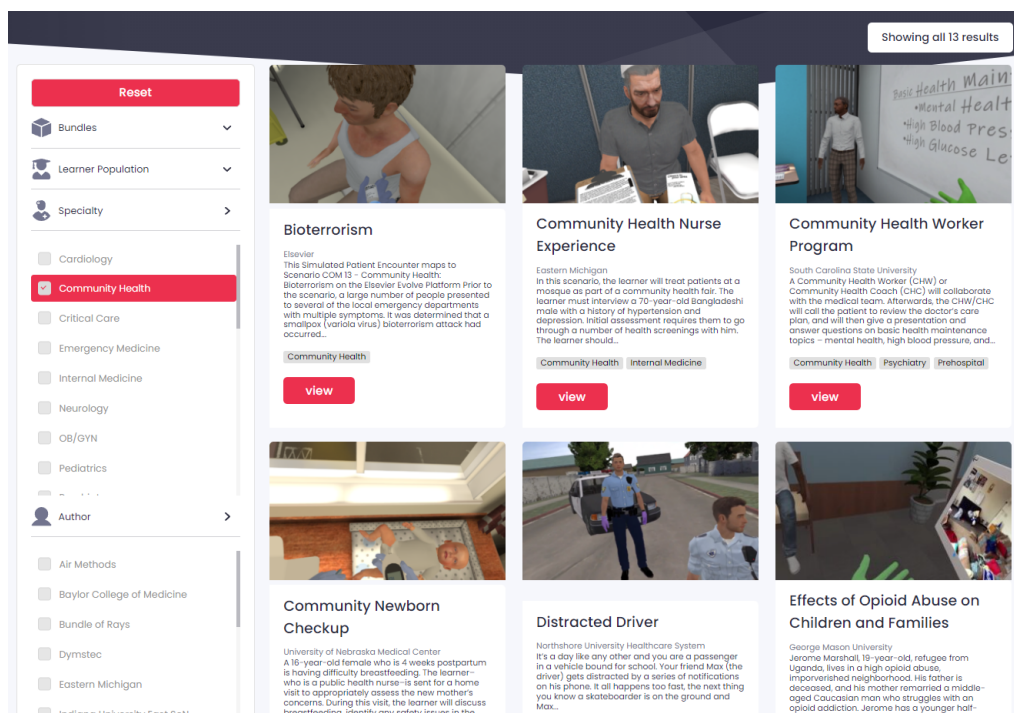 Showing all 13 results
Reset
Bundles
Learner Population
Specialty
Cardiology
Community Health
Critical Care
Emergency Medicine
Internal Medicine
Neurology
OB/GYN
Pediatrics
Author
Air Methods
Baylor College of Medicine
Bundle of Rays
Dymstec
Eastern Michigan
Indiana University East SoN
Bioterrorism
Elsevier
This Simulated Patient Encounter maps to
Scenario COM 13 - Community Health:
Bioterrorism on the Elsevier Evolve Platform Prior to
the scenario, a large number of people presented
to several of the local emergency departments
with multiple symptoms. It was determined that a
smallpox (variola virus) bioterrorism attack had
occurred...
Community Health
view
Community Health Nurse
Experience
Eastern Michigan
In this scenario, the learner will treat patients at a
mosque as part of a community health fair. The
learner must interview a 70-year-old Bangladeshi
male with a history of hypertension and
depression. Initial assessment requires them to go
through a number of health screenings with him.
The learner should...
Community Health Internal Medicine
view
Basic Health Main
•Mental Healt
•High Blood Pres
•High Glucose Le
Community Health Worker
Program
South Carolina State University
A Community Health Worker (CHW) or
Community Health Coach (CHC) will collaborate
with the medical team. Afterwards, the CHW/CHC
will call the patient to review the doctor's care
plan, and will then give a presentation and
answer questions on basic health maintenance
topics – mental health, high blood pressure, and...
Community Health Psychiatry Prehospital
view
Community Newborn
Checkup
University of Nebraska Medical Center
A 16-year-old female who is 4 weeks postpartum
is having difficulty breastfeeding. The learner–
who is a public health nurse–is sent for a home
visit to appropriately assess the new mother's
concerns. During this visit, the learner will discuss
breastfeeding, identify any safety issues in the
Distracted Driver
Northshore University Healthcare System
It's a day like any other and you are a passenger
in a vehicle bound for school. Your friend Max (the
driver) gets distracted by a series of notifications
on his phone. It all happens too fast, the next thing
you know a skateboarder is on the ground and
Max...
Effects of Opioid Abuse on
Children and Families
George Mason University
Jerome Marshall, 19-year-old, refugee from
Uganda, lives in a high opioid abuse,
imporverished neighborhood. His father is
deceased, and his mother remarried a middle-
aged Caucasian man who struggles with an
opioid addiction. Jerome has a younger half-